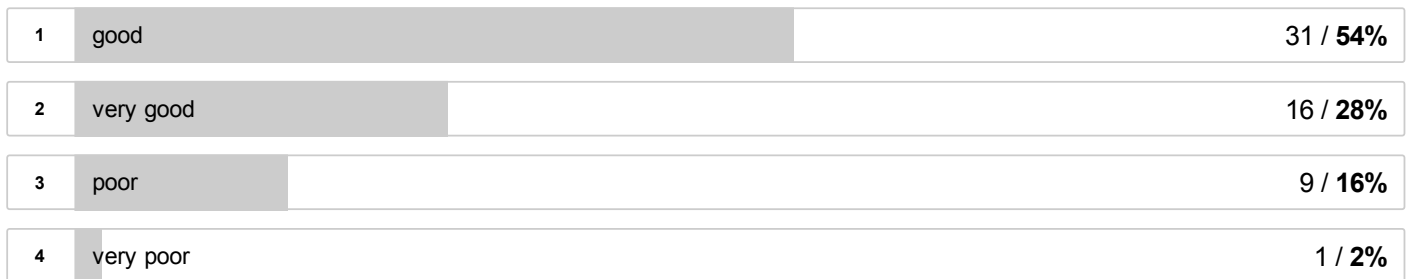 1 good 31 / 54%
2 very good 16 / 28%
3 poor 9 / 16%
4 very poor 1 / 2%